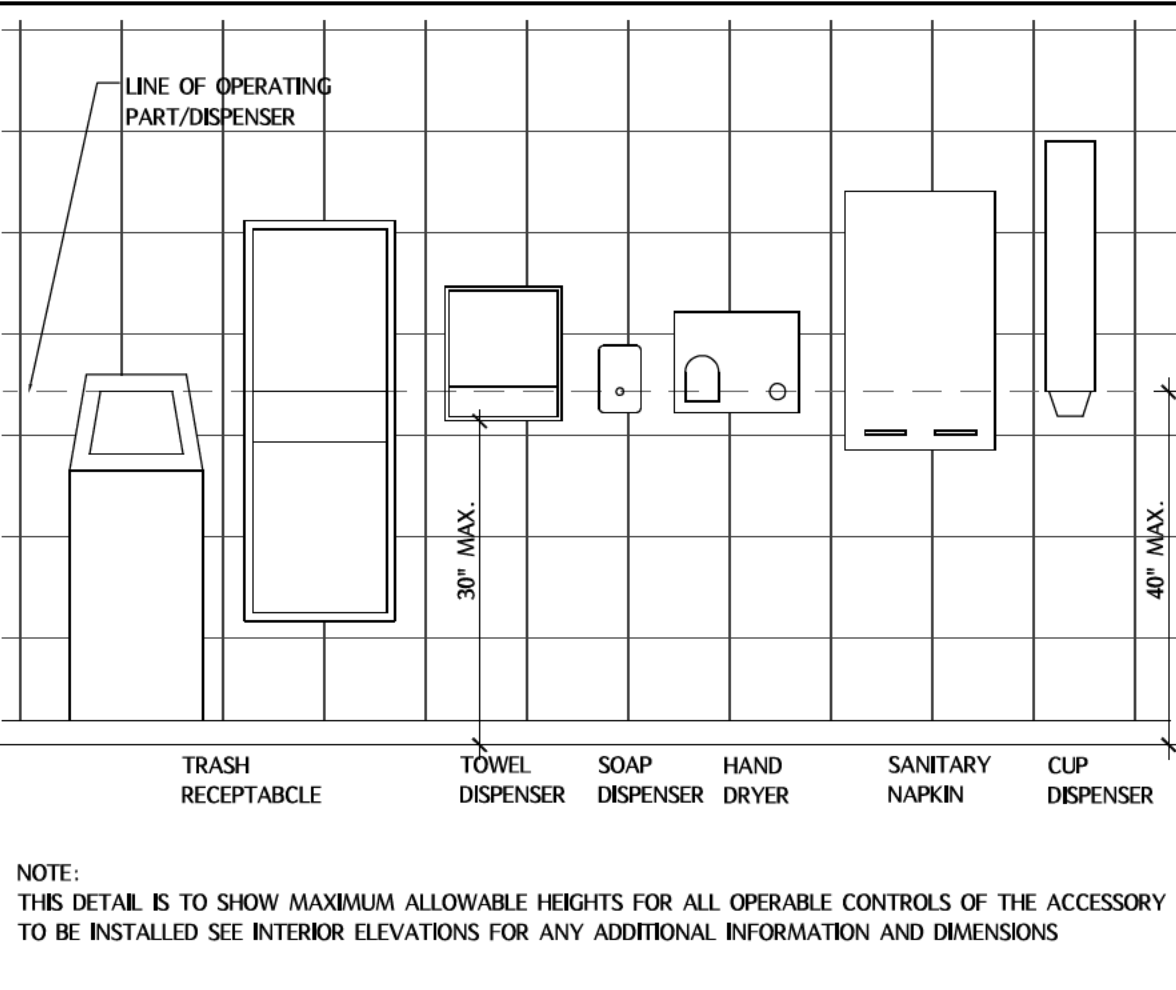 LINE OF OPERATING
PART/DISPENSER
30" MAX.
40" MAX.
TRASH
RECEPTABCLE
TOWEL
DISPENSER
SOAP
DISPENSER
HAND
DRYER
SANITARY
NAPKIN
CUP
DISPENSER
NOTE:
THIS DETAIL IS TO SHOW MAXIMUM ALLOWABLE HEIGHTS FOR ALL OPERABLE CONTROLS OF THE ACCESSORY
TO BE INSTALLED SEE INTERIOR ELEVATIONS FOR ANY ADDITIONAL INFORMATION AND DIMENSIONS